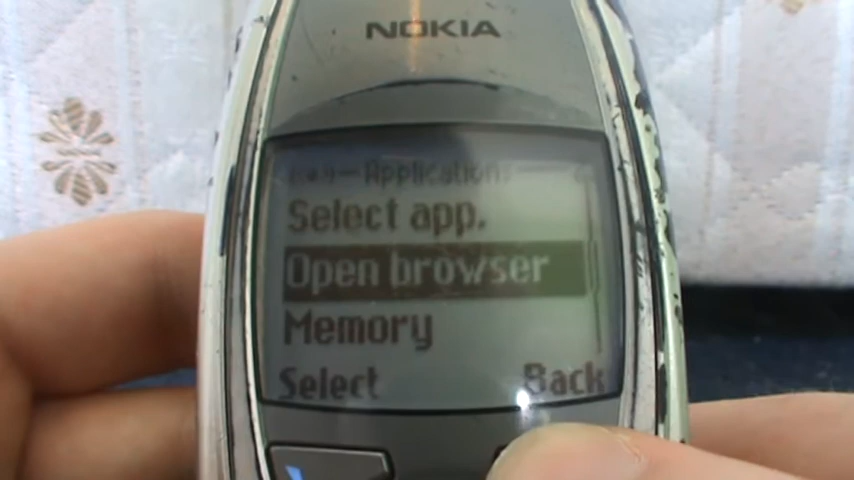 NOKIA
Applications
Select app.
Open browser
Memory
Select Back